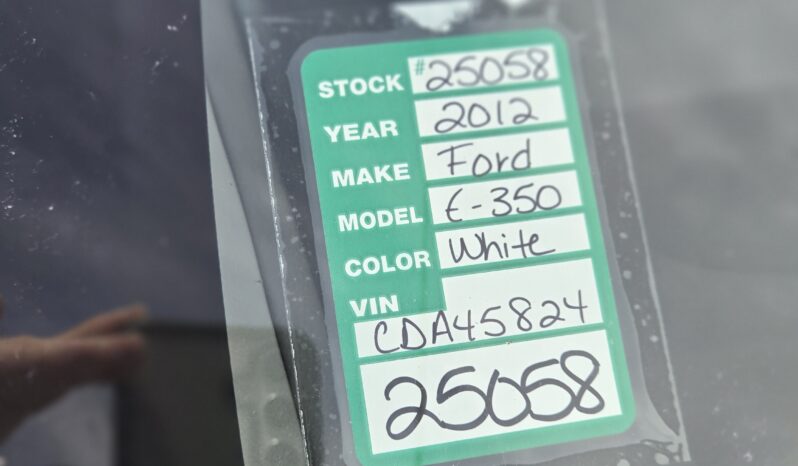 STOCK #25058
YEAR 2012
MAKE Ford
MODEL E-350
COLOR White
VIN
CDA45824
25058